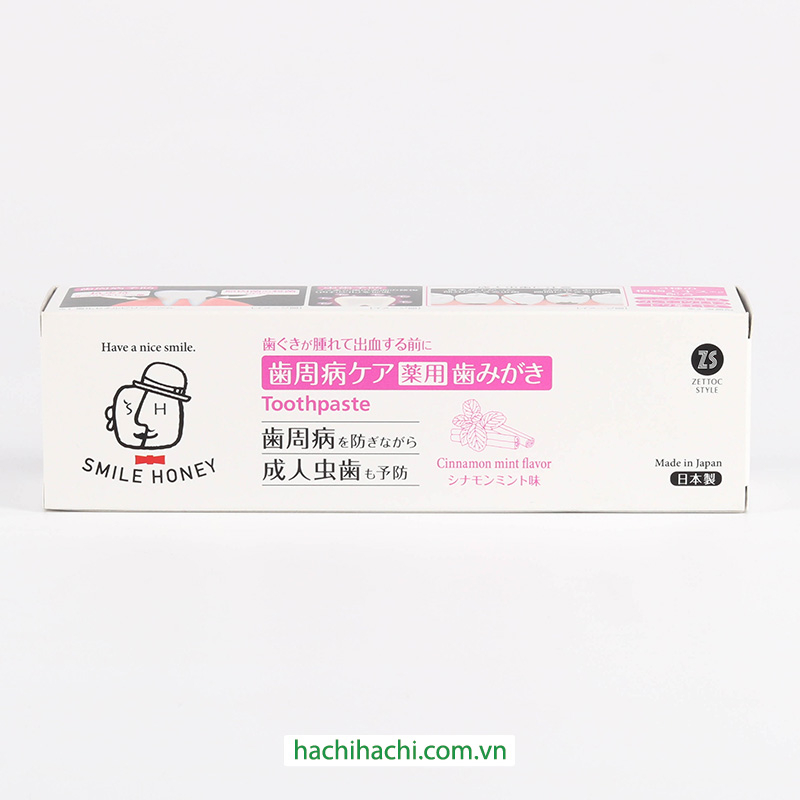 Have a nice smile.
S H
SMILE HONEY
歯ぐきが腫れて出血する前に
歯周病ケア 薬用 歯みがき
Toothpaste
歯周病を防ぎながら
成人虫歯も予防
Cinnamon mint flavor
シナモンミント味
ZS
ZETTOC
STYLE
Made in Japan
日本製
hachihachi.com.vn